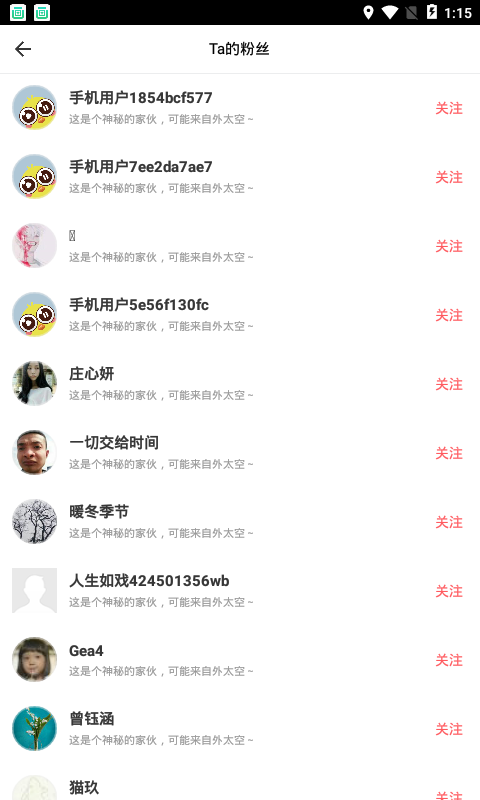 1:15
Ta的粉丝
手机用户1854bcf577
这是个神秘的家伙，可能来自外太空~
关注
手机用户7ee2da7ae7
这是个神秘的家伙，可能来自外太空~
关注
这是个神秘的家伙，可能来自外太空~
关注
手机用户5e56f130fc
这是个神秘的家伙，可能来自外太空~
关注
庄心妍
这是个神秘的家伙，可能来自外太空~
关注
一切交给时间
这是个神秘的家伙，可能来自外太空~
关注
暖冬季节
这是个神秘的家伙，可能来自外太空~
关注
人生如戏424501356wb
这是个神秘的家伙，可能来自外太空~
关注
Gea4
这是个神秘的家伙，可能来自外太空~
关注
曾钰涵
这是个神秘的家伙，可能来自外太空~
关注
猫玖
关注